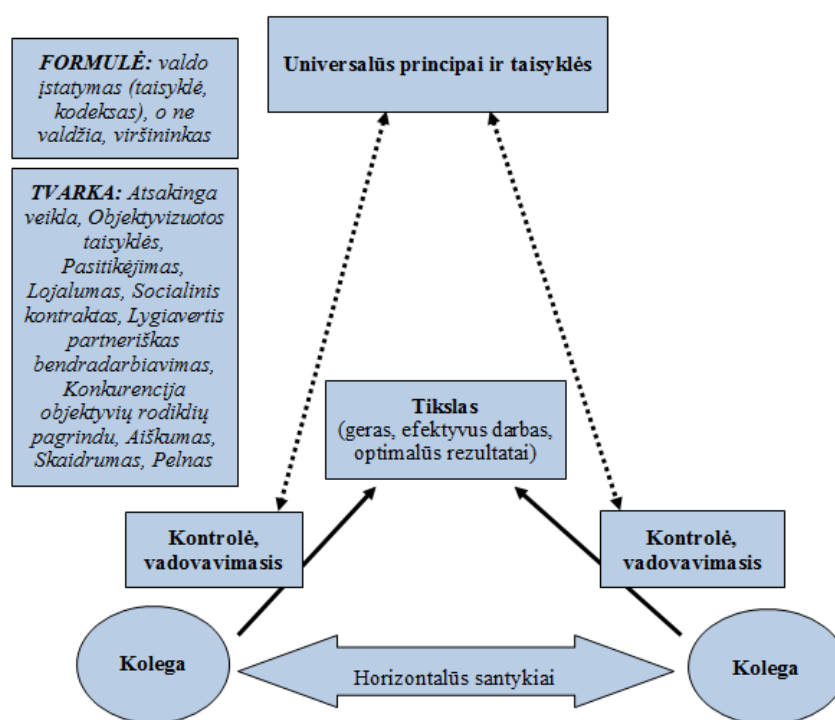 FORMULĖ: valdo
įstatymas (taisyklė,
kodeksas), o ne
valdžia, viršininkas
Universalūs principai ir taisyklės
TVARKA: Atsakinga
veikla, Objektyvizuotos
taisyklės,
Pasitikėjimas,
Lojalumas, Socialinis
kontraktas, Lygiavertis
partneriškas
bendradarbiavimas,
Konkurencija
objektyvių rodiklių
pagrindu, Aiškumas,
Skaidrumas, Pelnas
Tikslas
(geras, efektyvus darbas,
optimalūs rezultatai)
Kontrolė,
vadovavimasis
Kontrolė,
vadovavimasis
Kolega
Horizontalūs santykiai
Kolega